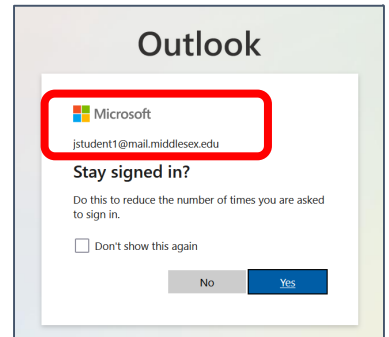 Outlook
Microsoft
jstudent1@mail.middlesex.edu
Stay signed in?
Do this to reduce the number of times you are asked
to sign in.
Don't show this again
No
Yes